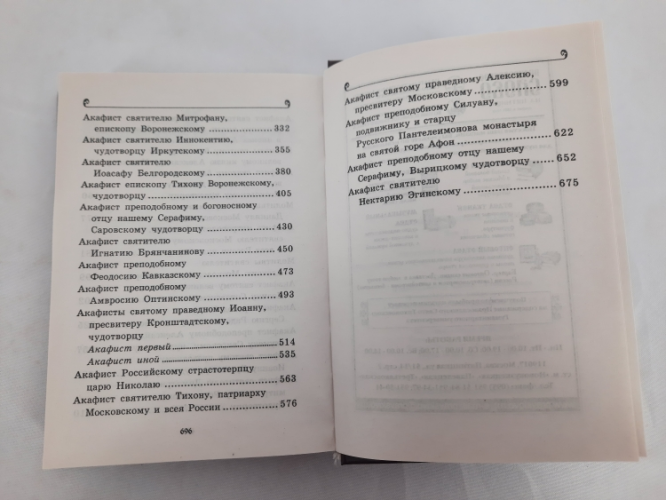 Акафист святителю Митрофану,
епископу Воронежскому 332
Акафист святителю Иннокентию,
чудотворцу Иркутскому 355
Акафист святителю
Иоасафу Белгородскому 380
Акафист епископу Тихону Воронежскому,
чудотворцу 405
Акафист преподобному и богоносному
отцу нашему Серафиму,
Саровскому чудотворцу 430
Акафист святителю
Игнатию Брянчанинову 450
Акафист преподобному
Феодосию Кавказскому 473
Акафист преподобному
Амвросию Оптинскому 493
Акафисты святому праведному Иоанну,
пресвитеру Кронштадтскому,
чудотворцу
Акафист первый 514
Акафист иной 535
Акафист Российскому страстотерпцу
царю Николаю 563
Акафист святителю Тихону, патриарху
Московскому и всея России 576
696
Акафист святому праведному Алексию,
пресвитеру Московскому 599
Акафист преподобному Силуану,
подвижнику и старцу
Русского Пантелеимонова монастыря
на святой горе Афон 622
Акафист преподобному отцу нашему
Серафиму, Вырицкому чудотворцу 652
Акафист святителю
Нектарию Эгинскому 675